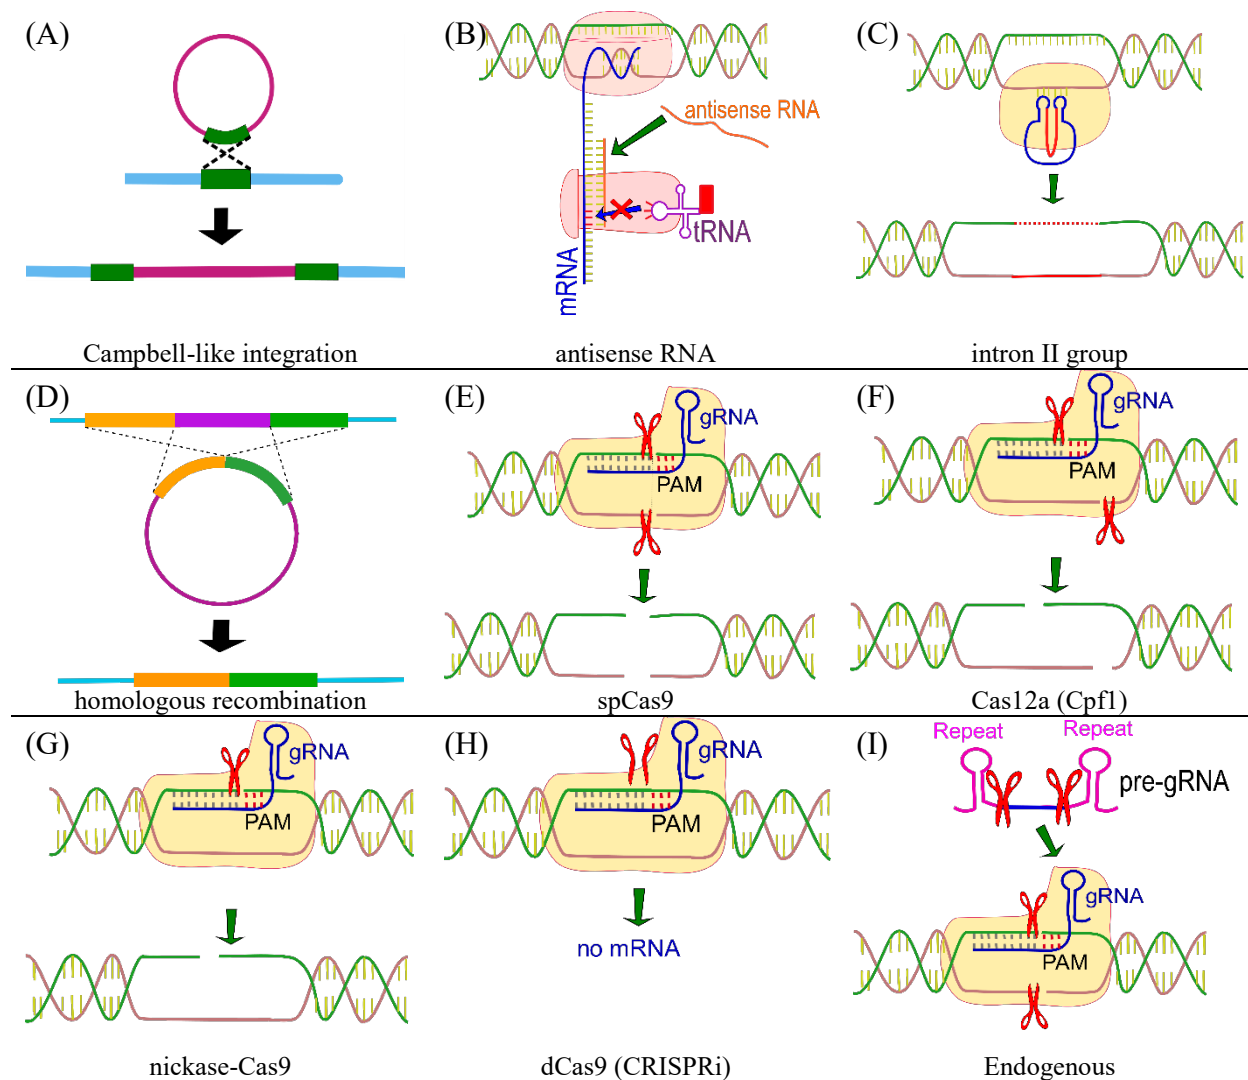 (A)
Campbell-like integration
(B)
antisense RNA
tRNA
mRNA
antisense RNA
(C)
intron II group
(D)
homologous recombination
(E)
gRNA
PAM
spCas9
(F)
gRNA
PAM
Cas12a (Cpf1)
(G)
gRNA
PAM
nickase-Cas9
(H)
gRNA
PAM
no mRNA
dCas9 (CRISPRi)
(I)
Repeat Repeat
pre-gRNA
gRNA
PAM
Endogenous